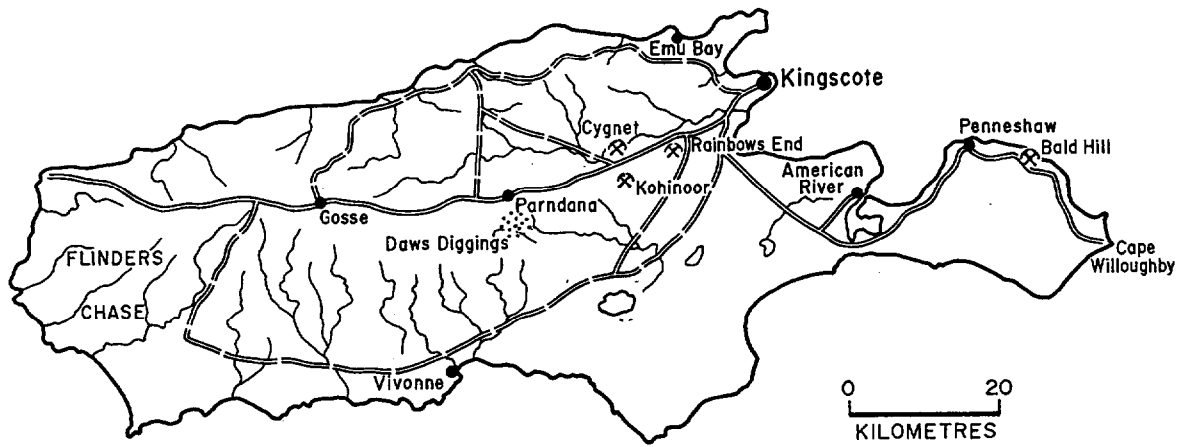 Emu Bay
Kingscote
Cygnet
Rainbows End
Penneshaw
Bald Hill
American
River
Kohinoor
Parndana
Gosse
Daws Diggings
FLINDERS
CHASE
Cape
Willoughby
Vivonne
0 20
KILOMETRES